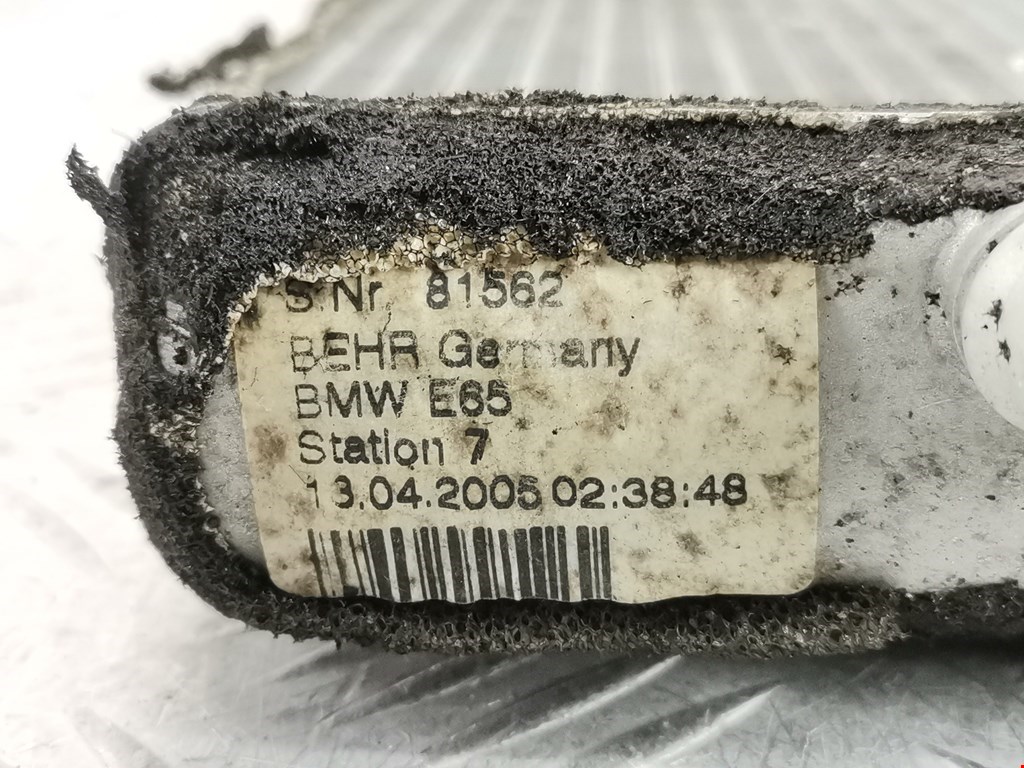 S.Nr. 81562
BEHR Germany
BMW E65
Station 7
13.04.2005 02:38:48